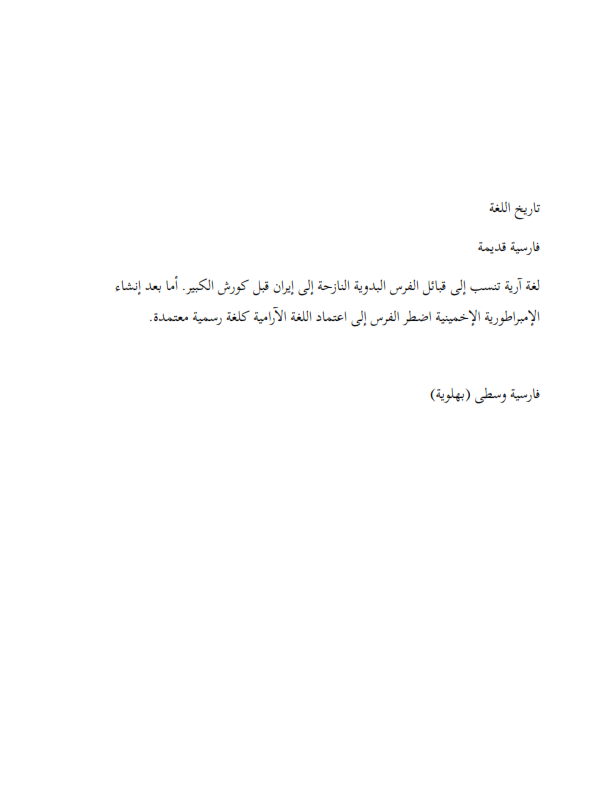 تاريخ اللغة
فارسية قديمة
لغة آرية تنسب إلى قبائل الفرس البدوية النازحة إلى إيران قبل كورش الكبير. أما بعد إنشاء
الإمبراطورية الإخمينية اضطر الفرس إلى اعتماد اللغة الآرامية كلغة رسمية معتمدة.
فارسية وسطى (بهلوية)